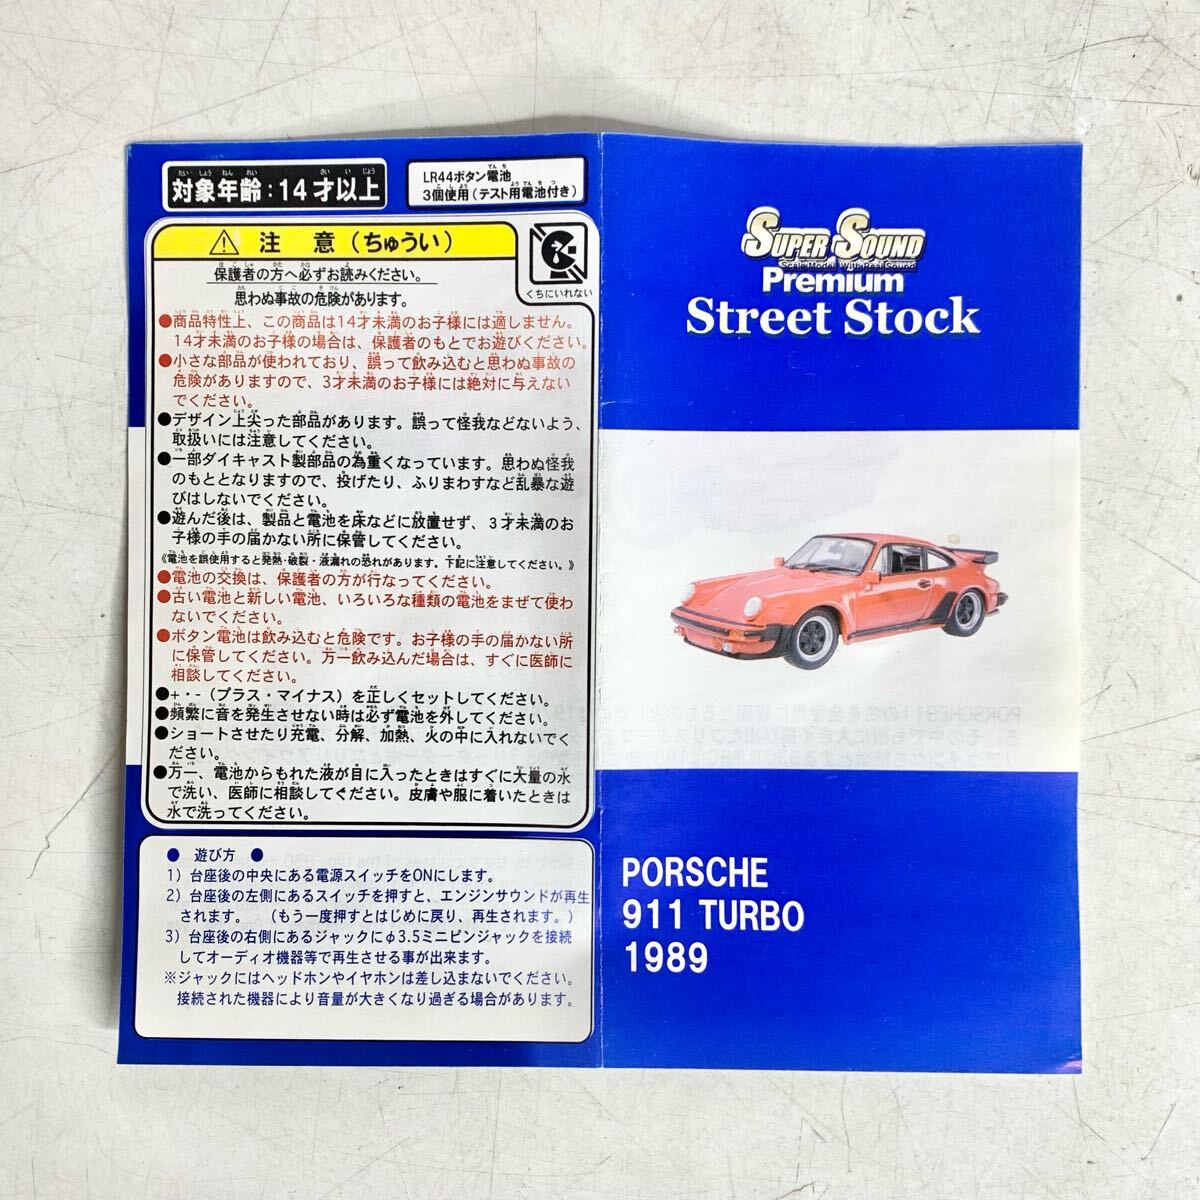 対象年齢：14才以上
LR44ボタン電池
3個使用（テスト用電池付き）
注　意（ちゅうい）
保護者の方へ必ずお読みください。
思わぬ事故の危険があります。
くちにいれない
●商品特性上、この商品は14才未満のお子様には適しません。
14才未満のお子様の場合は、保護者のもとでお遊びください。
●小さな部品が使われており、誤って飲み込むと思わぬ事故の
危険がありますので、3才未満のお子様には絶対に与えない
でください。
●デザイン上尖った部品があります。誤って怪我などないよう、
取扱いには注意してください。
●一部ダイキャスト製部品の為重くなっています。思わぬ怪我
のもととなりますので、投げたり、ふりまわすなど乱暴な遊
びはしないでください。
●遊んだ後は、製品と電池を床などに放置せず、3才未満のお
子様の手の届かない所に保管してください。
《電池を誤使用すると発熱・破裂・液漏れの恐れがあります。下記に注意してください。》
●電池の交換は、保護者の方が行なってください。
●古い電池と新しい電池、いろいろな種類の電池をまぜて使わ
ないでください。
●ボタン電池は飲み込むと危険です。お子様の手の届かない所
に保管してください。万一飲み込んだ場合は、すぐに医師に
相談してください。
●+・-（プラス・マイナス）を正しくセットしてください。
●頻繁に音を発生させない時は必ず電池を外してください。
●ショートさせたり充電、分解、加熱、火の中に入れないでく
ださい。
●万一、電池からもれた液が目に入ったときはすぐに大量の水
で洗い、医師に相談してください。皮膚や服に着いたときは
水で洗ってください。
●　遊び方　●
1）台座後の中央にある電源スイッチをONにします。
2）台座後の左側にあるスイッチを押すと、エンジンサウンドが再生
されます。　（もう一度押すとはじめに戻り、再生されます。）
3）台座後の右側にあるジャックにφ3.5ミニピンジャックを接続
してオーディオ機器等で再生させる事が出来ます。
※ジャックにはヘッドホンやイヤホンは差し込まないでください。
接続された機器により音量が大きくなり過ぎる場合があります。
SUPER SOUND
Scale Model With Real Sound
Premium
Street Stock
PORSCHE
911 TURBO
1989